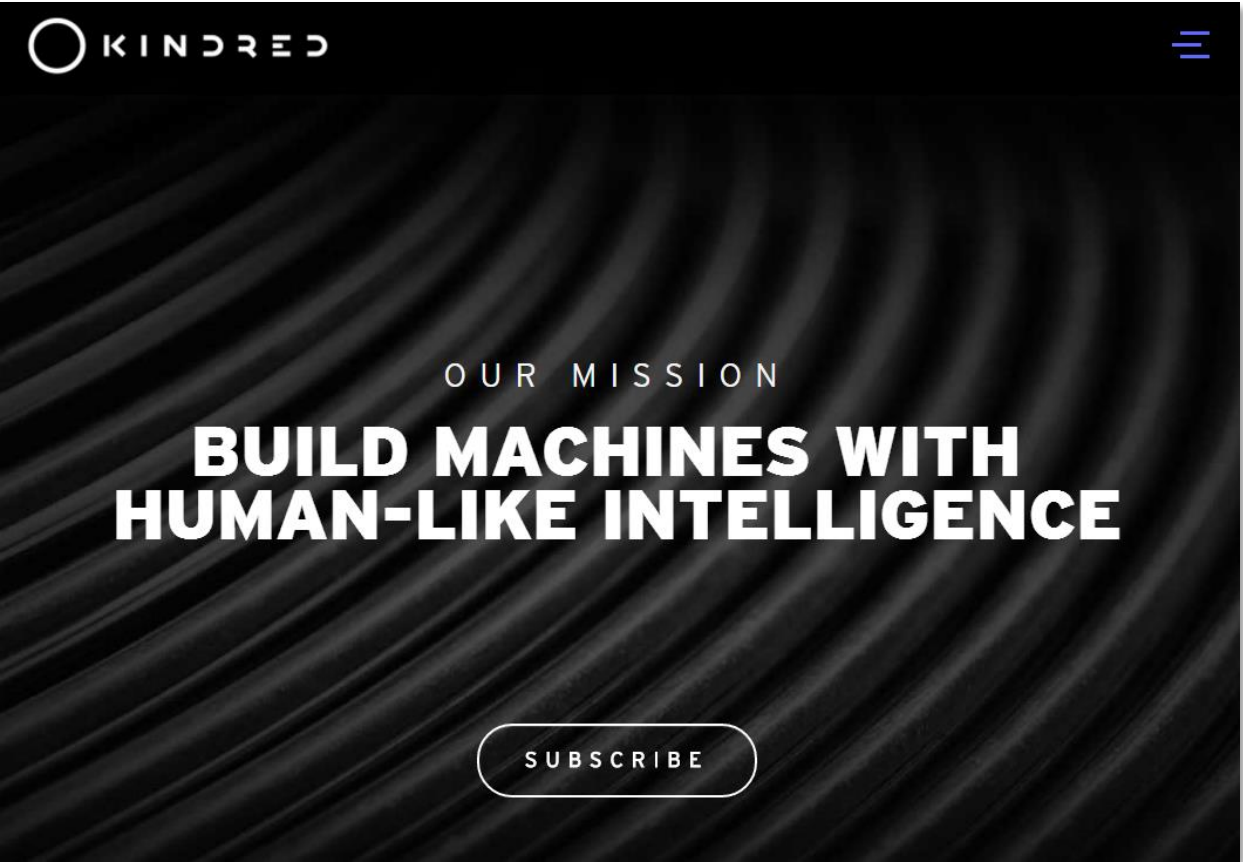 KINDRED
OUR MISSION
BUILD MACHINES WITH
HUMAN-LIKE INTELLIGENCE
SUBSCRIBE